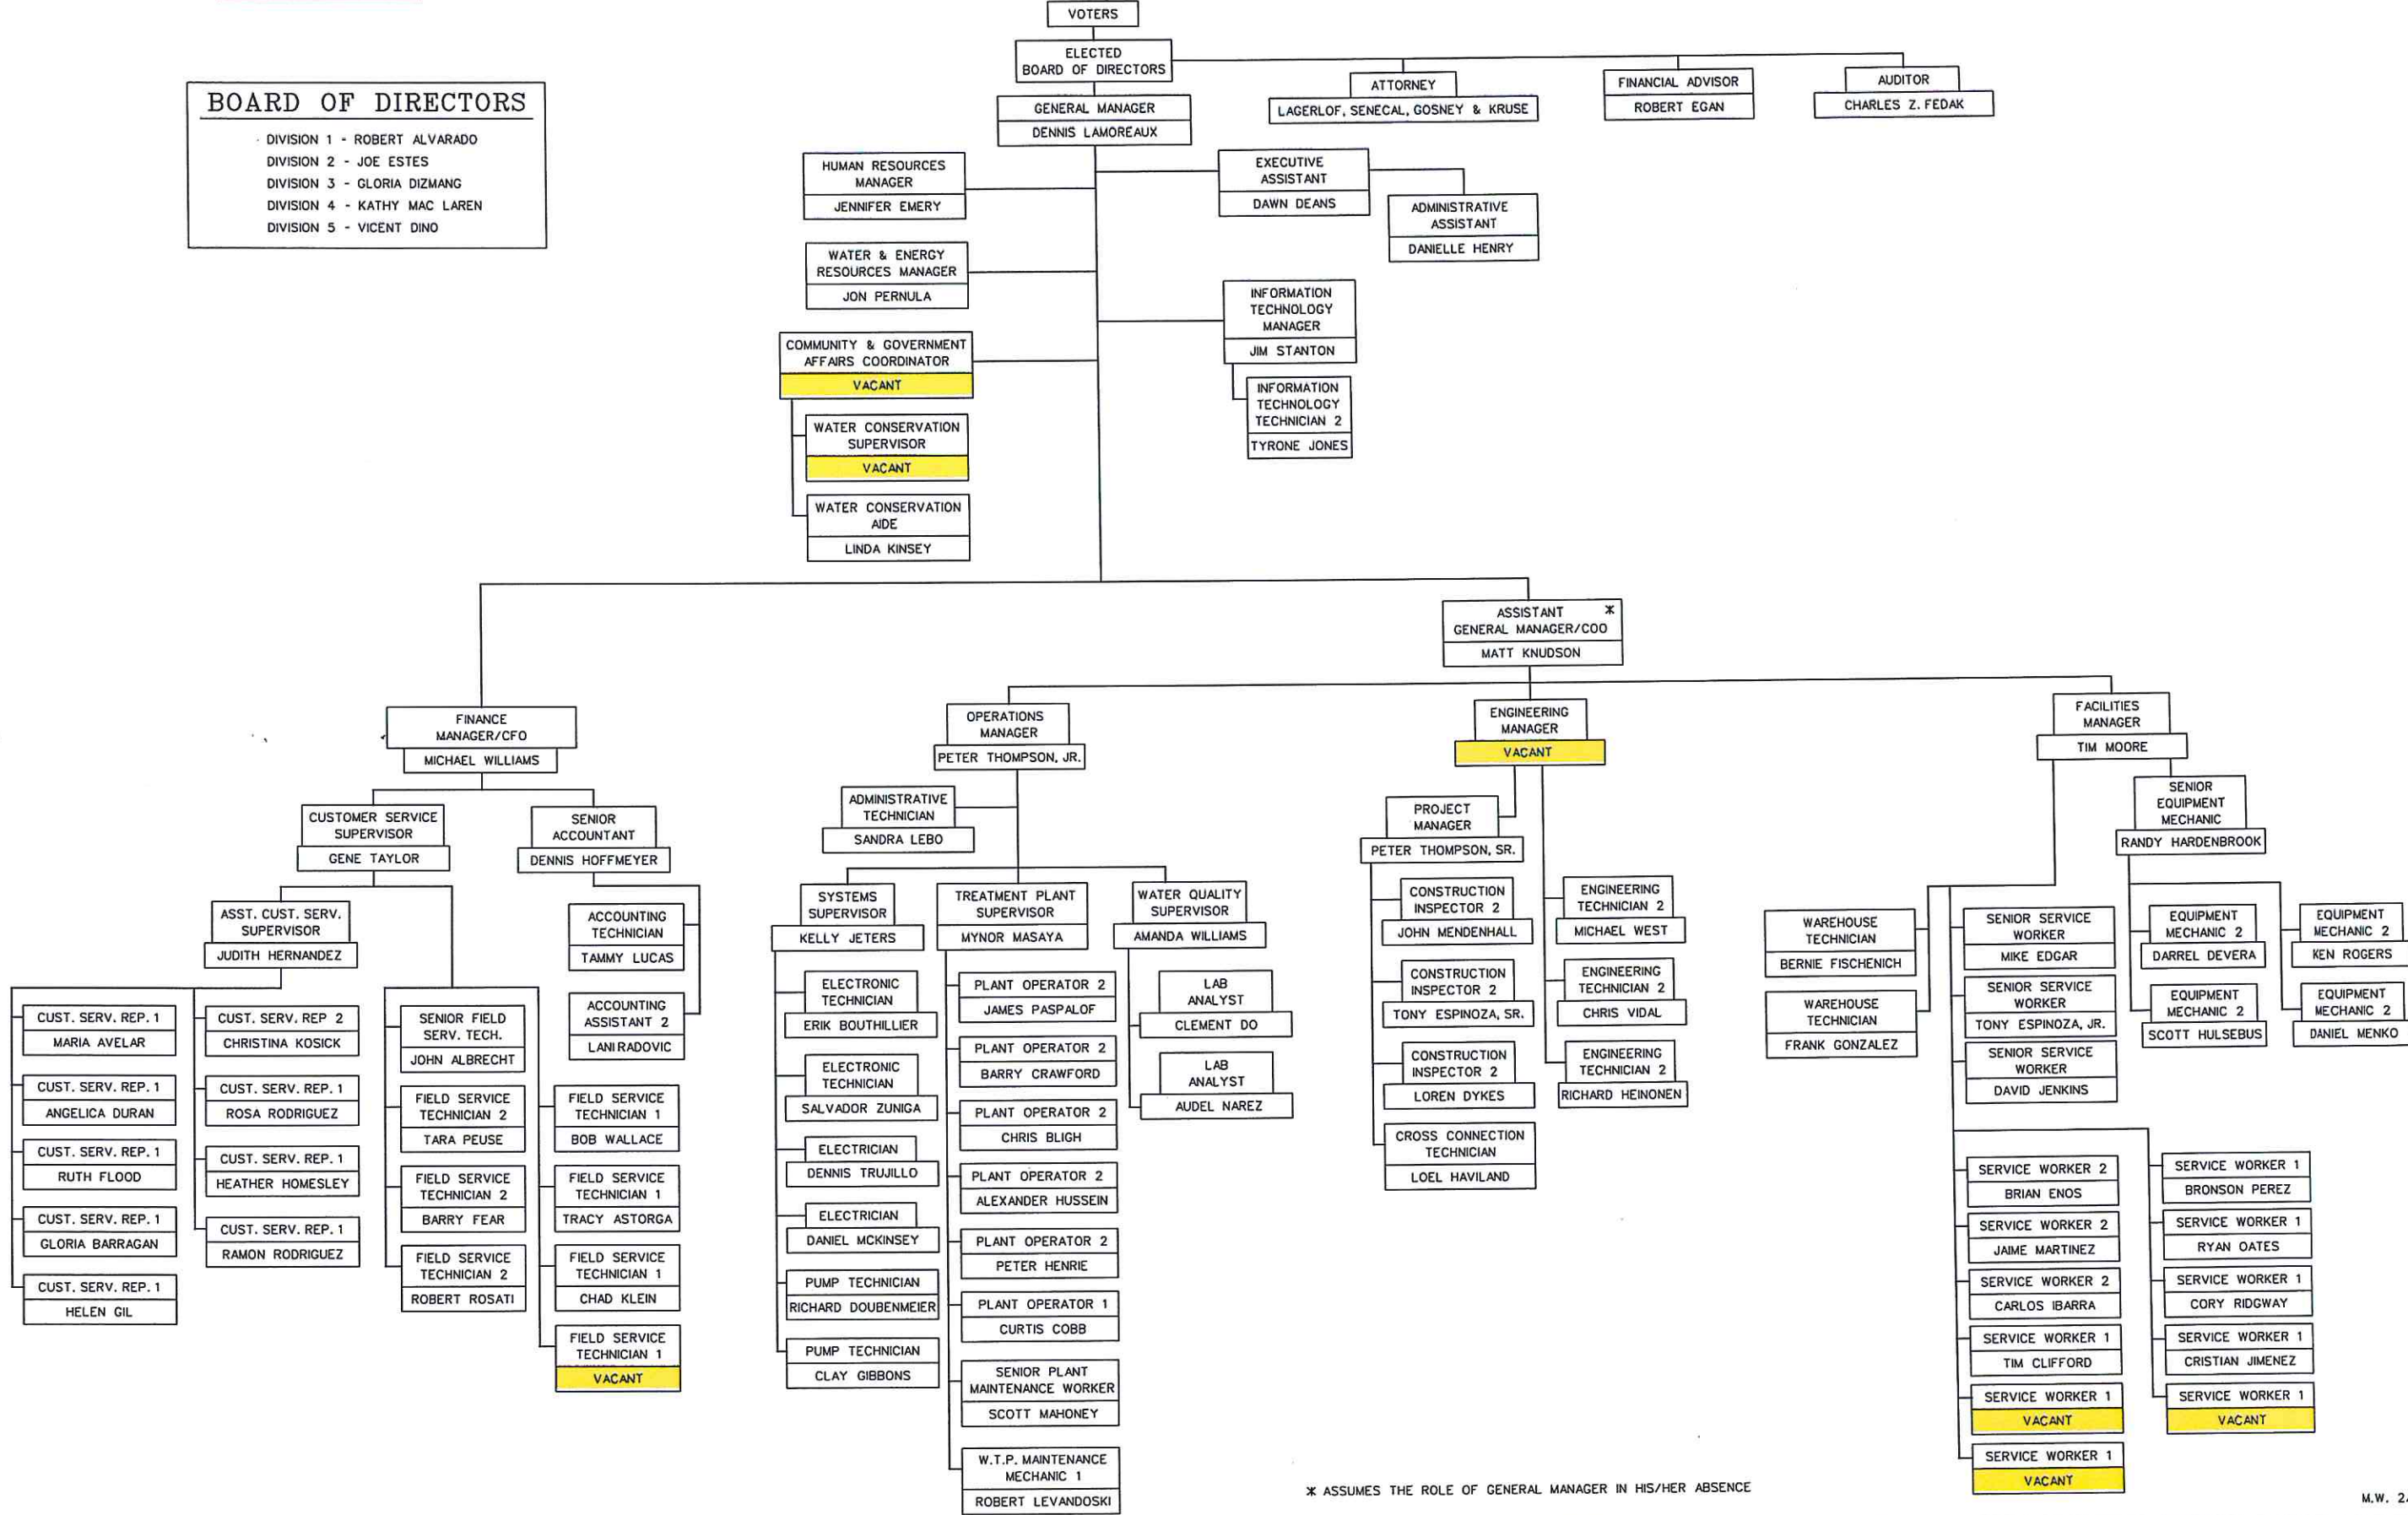 VOTERS
ELECTED
BOARD OF DIRECTORS
ATTORNEY
LAGERLOF, SENECAL, GOSNEY & KRUSE
FINANCIAL ADVISOR
ROBERT EGAN
AUDITOR
CHARLES Z. FEDAK
BOARD OF DIRECTORS
DIVISION 1 - ROBERT ALVARADO
DIVISION 2 - JOE ESTES
DIVISION 3 - GLORIA DIZMANG
DIVISION 4 - KATHY MAC LAREN
DIVISION 5 - VICENT DINO
GENERAL MANAGER
DENNIS LAMOREAUX
HUMAN RESOURCES
MANAGER
JENNIFER EMERY
EXECUTIVE
ASSISTANT
DAWN DEANS
ADMINISTRATIVE
ASSISTANT
DANIELLE HENRY
WATER & ENERGY
RESOURCES MANAGER
JON PERNULA
INFORMATION
TECHNOLOGY
MANAGER
JIM STANTON
INFORMATION
TECHNOLOGY
TECHNICIAN 2
TYRONE JONES
COMMUNITY & GOVERNMENT
AFFAIRS COORDINATOR
VACANT
WATER CONSERVATION
SUPERVISOR
VACANT
WATER CONSERVATION
AIDE
LINDA KINSEY
ASSISTANT *
GENERAL MANAGER/COO
MATT KNUDSON
FINANCE
MANAGER/CFO
MICHAEL WILLIAMS
CUSTOMER SERVICE
SUPERVISOR
GENE TAYLOR
SENIOR
ACCOUNTANT
DENNIS HOFFMEYER
ASST. CUST. SERV.
SUPERVISOR
JUDITH HERNANDEZ
ACCOUNTING
TECHNICIAN
TAMMY LUCAS
ACCOUNTING
ASSISTANT 2
LANI RADOVIC
CUST. SERV. REP. 1
MARIA AVELAR
CUST. SERV. REP. 1
ANGELICA DURAN
CUST. SERV. REP. 1
RUTH FLOOD
CUST. SERV. REP. 1
GLORIA BARRAGAN
CUST. SERV. REP. 1
HELEN GIL
CUST. SERV. REP 2
CHRISTINA KOSICK
CUST. SERV. REP. 1
ROSA RODRIGUEZ
CUST. SERV. REP. 1
HEATHER HOMESLEY
CUST. SERV. REP. 1
RAMON RODRIGUEZ
SENIOR FIELD
SERV. TECH.
JOHN ALBRECHT
FIELD SERVICE
TECHNICIAN 2
TARA PEUSE
FIELD SERVICE
TECHNICIAN 2
BARRY FEAR
FIELD SERVICE
TECHNICIAN 2
ROBERT ROSATI
FIELD SERVICE
TECHNICIAN 1
BOB WALLACE
FIELD SERVICE
TECHNICIAN 1
TRACY ASTORGA
FIELD SERVICE
TECHNICIAN 1
CHAD KLEIN
FIELD SERVICE
TECHNICIAN 1
VACANT
OPERATIONS
MANAGER
PETER THOMPSON, JR.
ADMINISTRATIVE
TECHNICIAN
SANDRA LEBO
SYSTEMS
SUPERVISOR
KELLY JETERS
ELECTRONIC
TECHNICIAN
ERIK BOUTHILLIER
ELECTRONIC
TECHNICIAN
SALVADOR ZUNIGA
ELECTRICIAN
DENNIS TRUJILLO
ELECTRICIAN
DANIEL MCKINSEY
PUMP TECHNICIAN
RICHARD DOUBENMEIER
PUMP TECHNICIAN
CLAY GIBBONS
TREATMENT PLANT
SUPERVISOR
MYNOR MASAYA
PLANT OPERATOR 2
JAMES PASPALOF
PLANT OPERATOR 2
BARRY CRAWFORD
PLANT OPERATOR 2
CHRIS BLIGH
PLANT OPERATOR 2
ALEXANDER HUSSEIN
PLANT OPERATOR 2
PETER HENRIE
PLANT OPERATOR 1
CURTIS COBB
SENIOR PLANT
MAINTENANCE WORKER
SCOTT MAHONEY
W.T.P. MAINTENANCE
MECHANIC 1
ROBERT LEVANDOSKI
WATER QUALITY
SUPERVISOR
AMANDA WILLIAMS
LAB
ANALYST
CLEMENT DO
LAB
ANALYST
AUDEL NAREZ
ENGINEERING
MANAGER
VACANT
PROJECT
MANAGER
PETER THOMPSON, SR.
CONSTRUCTION
INSPECTOR 2
JOHN MENDENHALL
CONSTRUCTION
INSPECTOR 2
TONY ESPINOZA, SR.
CONSTRUCTION
INSPECTOR 2
LOREN DYKES
CROSS CONNECTION
TECHNICIAN
LOEL HAVILAND
ENGINEERING
TECHNICIAN 2
MICHAEL WEST
ENGINEERING
TECHNICIAN 2
CHRIS VIDAL
ENGINEERING
TECHNICIAN 2
RICHARD HEINONEN
FACILITIES
MANAGER
TIM MOORE
SENIOR
EQUIPMENT
MECHANIC
RANDY HARDENBROOK
WAREHOUSE
TECHNICIAN
BERNIE FISCHENICH
WAREHOUSE
TECHNICIAN
FRANK GONZALEZ
SENIOR SERVICE
WORKER
MIKE EDGAR
SENIOR SERVICE
WORKER
TONY ESPINOZA, JR.
SENIOR SERVICE
WORKER
DAVID JENKINS
EQUIPMENT
MECHANIC 2
DARREL DEVERA
EQUIPMENT
MECHANIC 2
SCOTT HULSEBUS
EQUIPMENT
MECHANIC 2
KEN ROGERS
EQUIPMENT
MECHANIC 2
DANIEL MENKO
SERVICE WORKER 2
BRIAN ENOS
SERVICE WORKER 2
JAIME MARTINEZ
SERVICE WORKER 2
CARLOS IBARRA
SERVICE WORKER 1
TIM CLIFFORD
SERVICE WORKER 1
VACANT
SERVICE WORKER 1
VACANT
SERVICE WORKER 1
BRONSON PEREZ
SERVICE WORKER 1
RYAN OATES
SERVICE WORKER 1
CORY RIDGWAY
SERVICE WORKER 1
CRISTIAN JIMENEZ
SERVICE WORKER 1
VACANT
* ASSUMES THE ROLE OF GENERAL MANAGER IN HIS/HER ABSENCE
M.W. 2